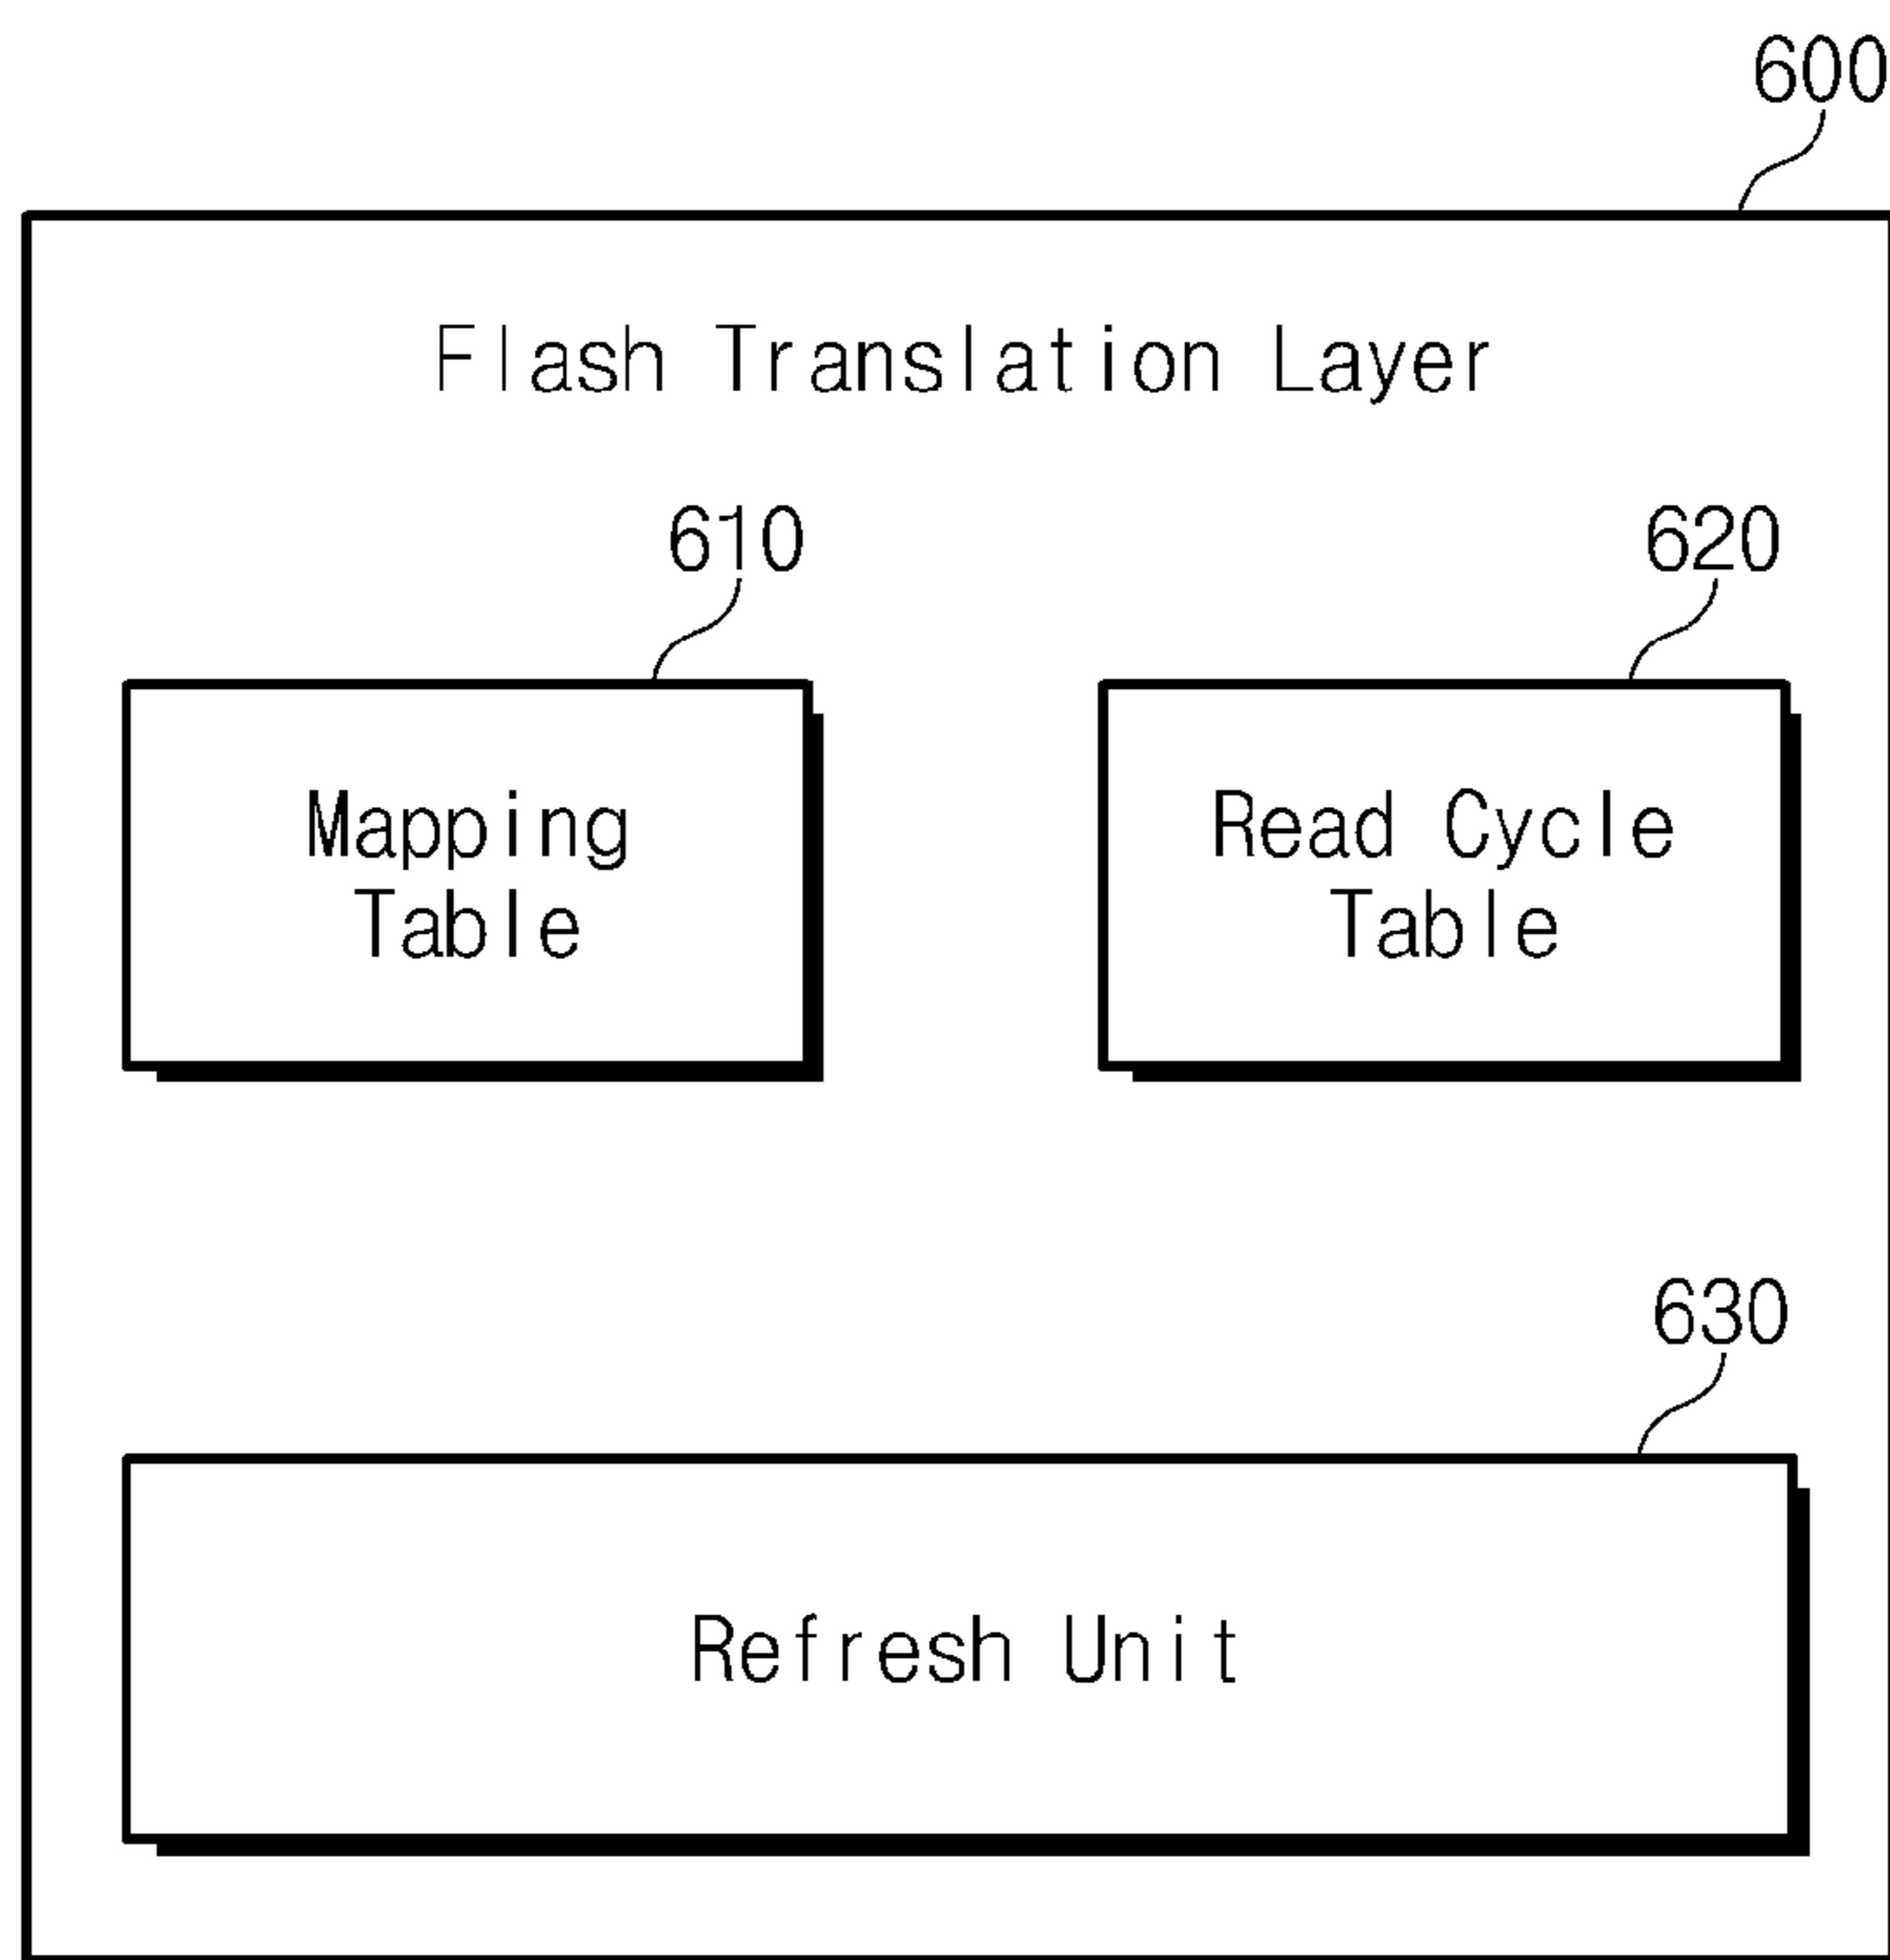 600
Flash Translation Layer
610
620
Mapping
Table
Read Cycle
Table
630
Refresh Unit